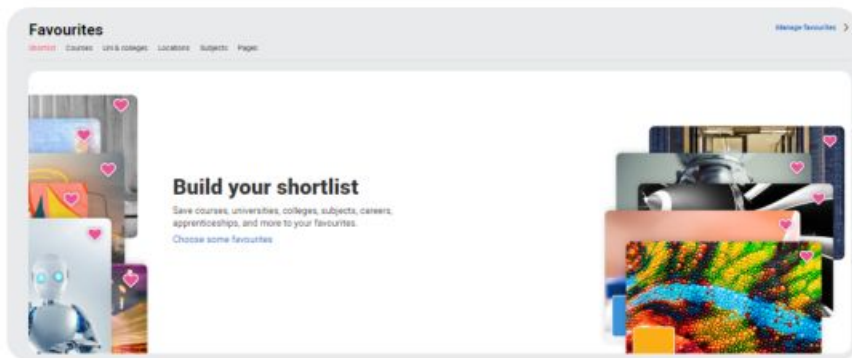 Favourites
Manage favourites
Shortlist Courses Uni & colleges Locations Subjects Pages
Build your shortlist
Save courses, universities, colleges, subjects, careers,
apprenticeships, and more to your favourites.
Choose some favourites